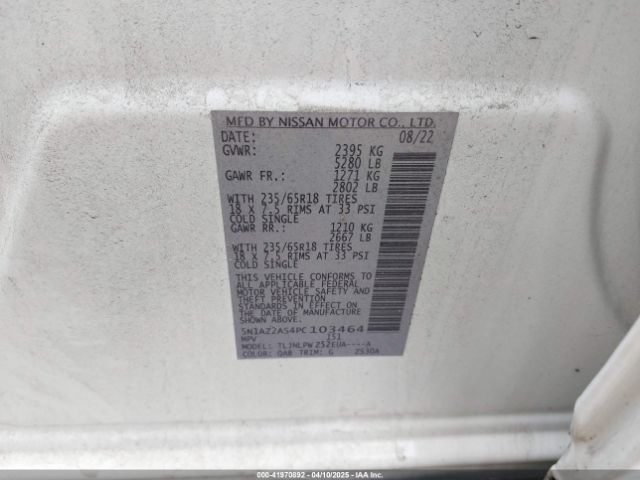 MFD BY NISSAN MOTOR CO., LTD.
DATE: 08/22
GVWR: 2395 KG
5280 LB
GAWR FR.: 1271 KG
2802 LB
WITH 235/65R18 TIRES
18 X 7.5 RIMS AT 33 PSI
COLD SINGLE
GAWR RR.: 1210 KG
2667 LB
WITH 235/65R18 TIRES
18 X 7.5 RIMS AT 33 PSI
COLD SINGLE
THIS VEHICLE CONFORMS TO
ALL APPLICABLE FEDERAL
MOTOR VEHICLE SAFETY AND
THEFT PREVENTION
STANDARDS IN EFFECT ON
THE DATE OF MANUFACTURE
SHOWN ABOVE.
5N1AZ2AS4PC103464
MPV 151
MODEL: TLJNLPW Z52EUA----A
COLOR: QAB TRIM: G Z530A
000-41970892 - 04/10/2025 - IAA Inc.